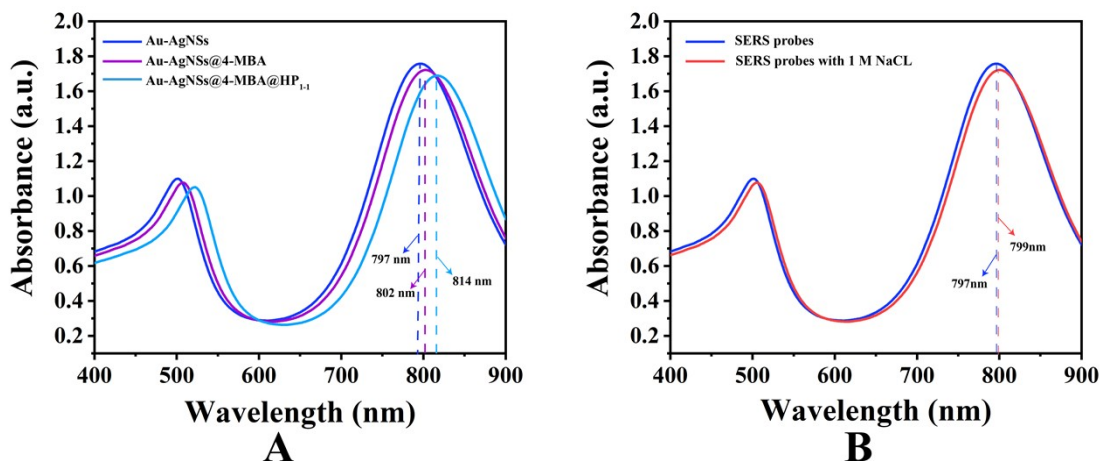 Au-AgNSs
Au-AgNSs@4-MBA
Au-AgNSs@4-MBA@HP1-1
2.0
1.8
1.6
1.4
1.2
1.0
0.8
0.6
0.4
0.2
Absorbance (a.u.)
797 nm
802 nm
814 nm
400 500 600 700 800 900
Wavelength (nm)
A
SERS probes
SERS probes with 1 M NaCL
2.0
1.8
1.6
1.4
1.2
1.0
0.8
0.6
0.4
0.2
Absorbance (a.u.)
799nm
797nm
400 500 600 700 800 900
Wavelength (nm)
B